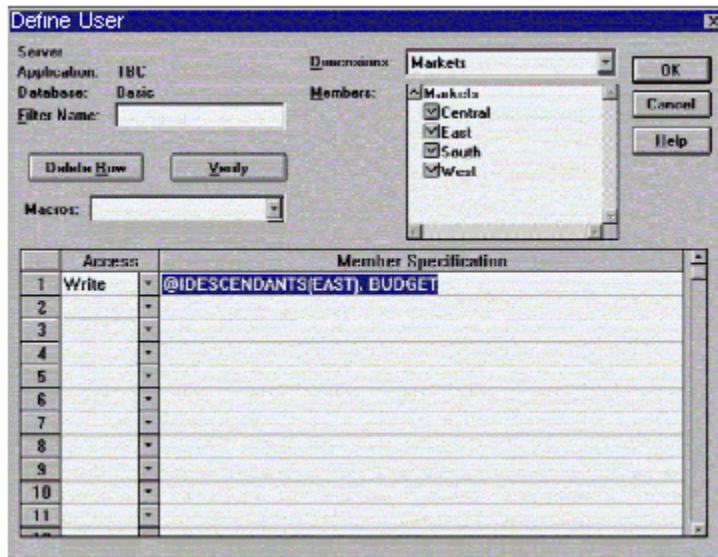 Define User
Server
Application: TBC
Database: Basic
Filter Name:
Dimensions: Markets
Members:
Markets
Central
East
South
West
OK
Cancel
Help
Delete Row
Verify
Macros:
Access
Member Specification
1 Write @IDESCENDANTS(EAST), BUDGET
2
3
4
5
6
7
8
9
10
11